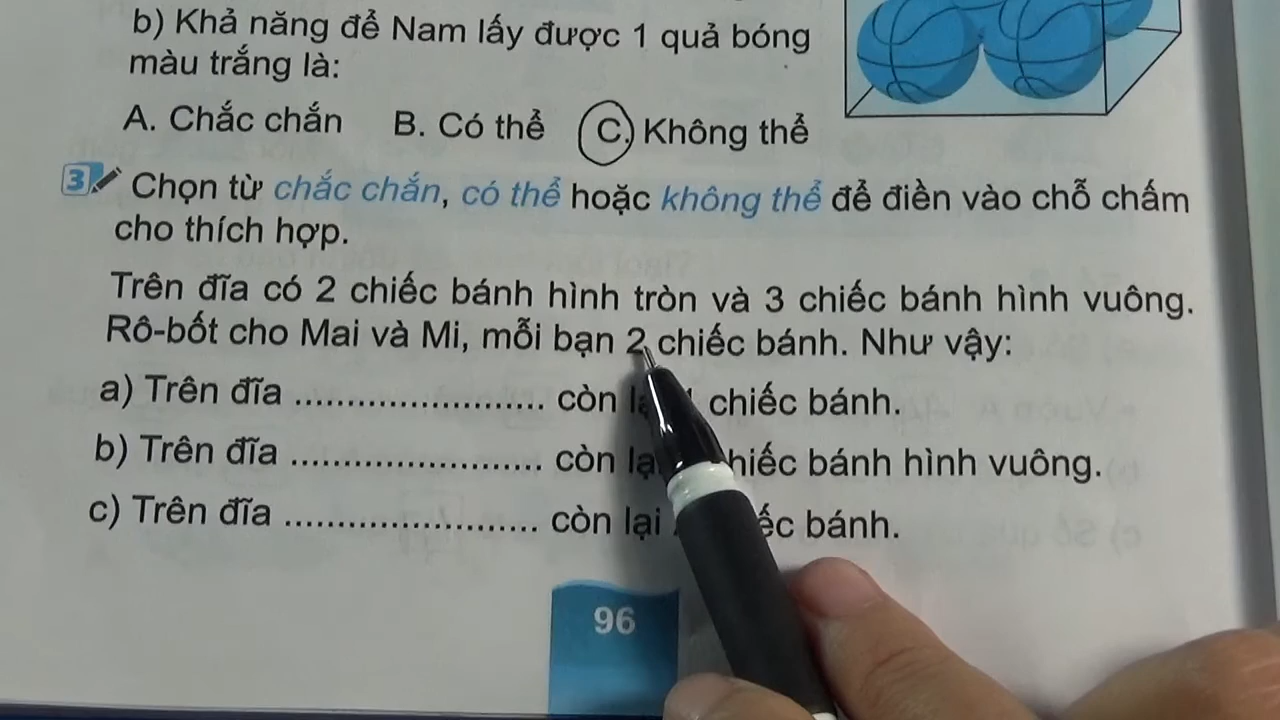 b) Khả năng để Nam lấy được 1 quả bóng
màu trắng là:
A. Chắc chắn B. Có thể C. Không thể
3 Chọn từ chắc chắn, có thể hoặc không thể để điền vào chỗ chấm
cho thích hợp.
Trên đĩa có 2 chiếc bánh hình tròn và 3 chiếc bánh hình vuông.
Rô-bốt cho Mai và Mi, mỗi bạn 2 chiếc bánh. Như vậy:
a) Trên đĩa ........................ còn chiếc bánh.
b) Trên đĩa ........................ còn bánh hình vuông.
c) Trên đĩa ........................ còn lại bánh.
96